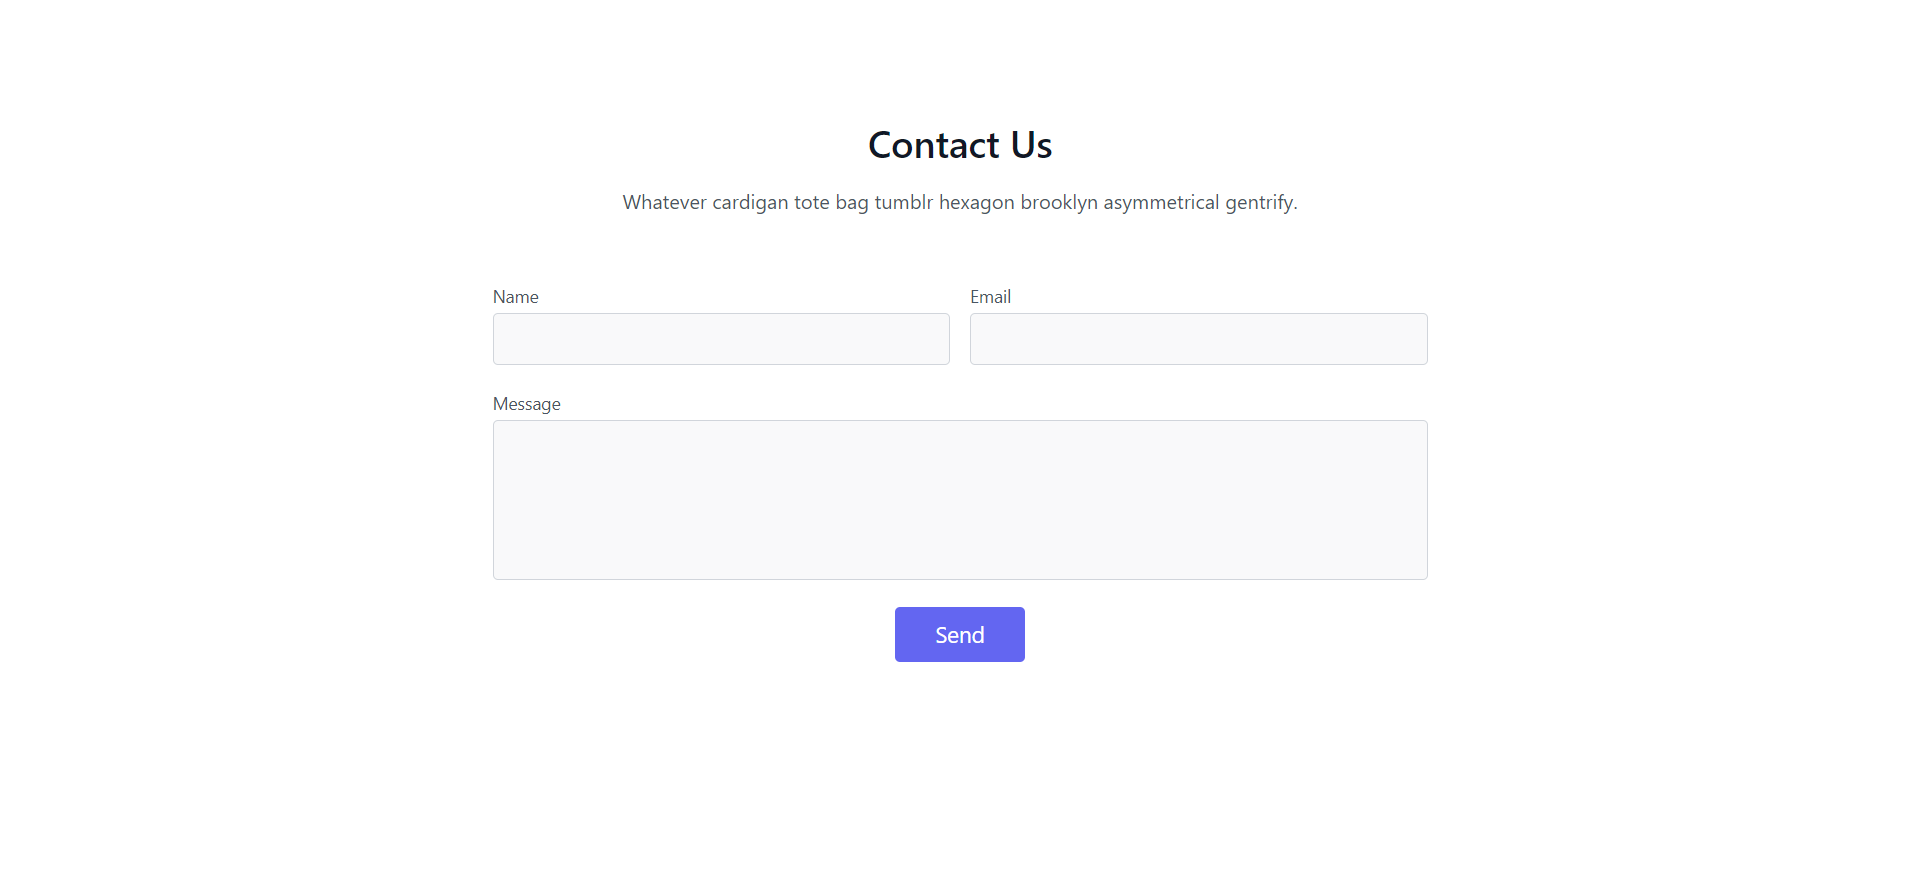 Contact Us
Whatever cardigan tote bag tumblr hexagon brooklyn asymmetrical gentrify.
Name
Email
Message
Send